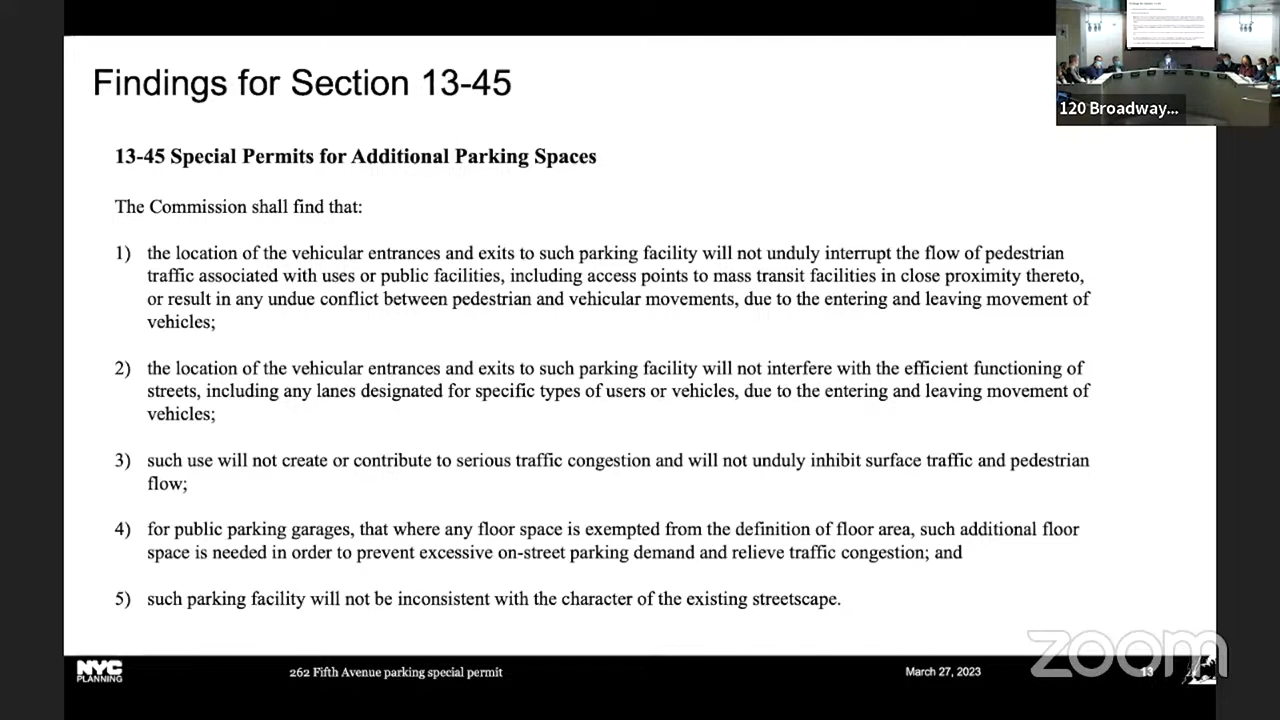 Findings for Section 13-45
120 Broadway...
13-45 Special Permits for Additional Parking Spaces
The Commission shall find that:
1) the location of the vehicular entrances and exits to such parking facility will not unduly interrupt the flow of pedestrian
traffic associated with uses or public facilities, including access points to mass transit facilities in close proximity thereto,
or result in any undue conflict between pedestrian and vehicular movements, due to the entering and leaving movement of
vehicles;
2) the location of the vehicular entrances and exits to such parking facility will not interfere with the efficient functioning of
streets, including any lanes designated for specific types of users or vehicles, due to the entering and leaving movement of
vehicles;
3) such use will not create or contribute to serious traffic congestion and will not unduly inhibit surface traffic and pedestrian
flow;
4) for public parking garages, that where any floor space is exempted from the definition of floor area, such additional floor
space is needed in order to prevent excessive on-street parking demand and relieve traffic congestion; and
5) such parking facility will not be inconsistent with the character of the existing streetscape.
zoom
NYC
PLANNING
262 Fifth Avenue parking special permit
March 27, 2023
13